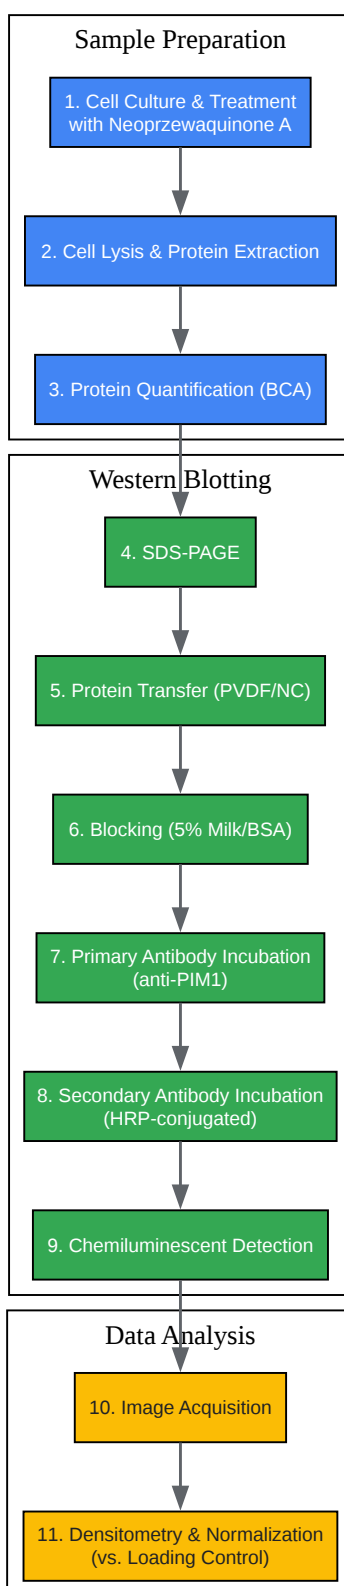 Sample Preparation
1. Cell Culture & Treatment
with Neoprzewaquinone A
2. Cell Lysis & Protein Extraction
3. Protein Quantification (BCA)
Western Blotting
4. SDS-PAGE
5. Protein Transfer (PVDF/NC)
6. Blocking (5% Milk/BSA)
7. Primary Antibody Incubation
(anti-PIM1)
8. Secondary Antibody Incubation
(HRP-conjugated)
9. Chemiluminescent Detection
Data Analysis
10. Image Acquisition
11. Densitometry & Normalization
(vs. Loading Control)